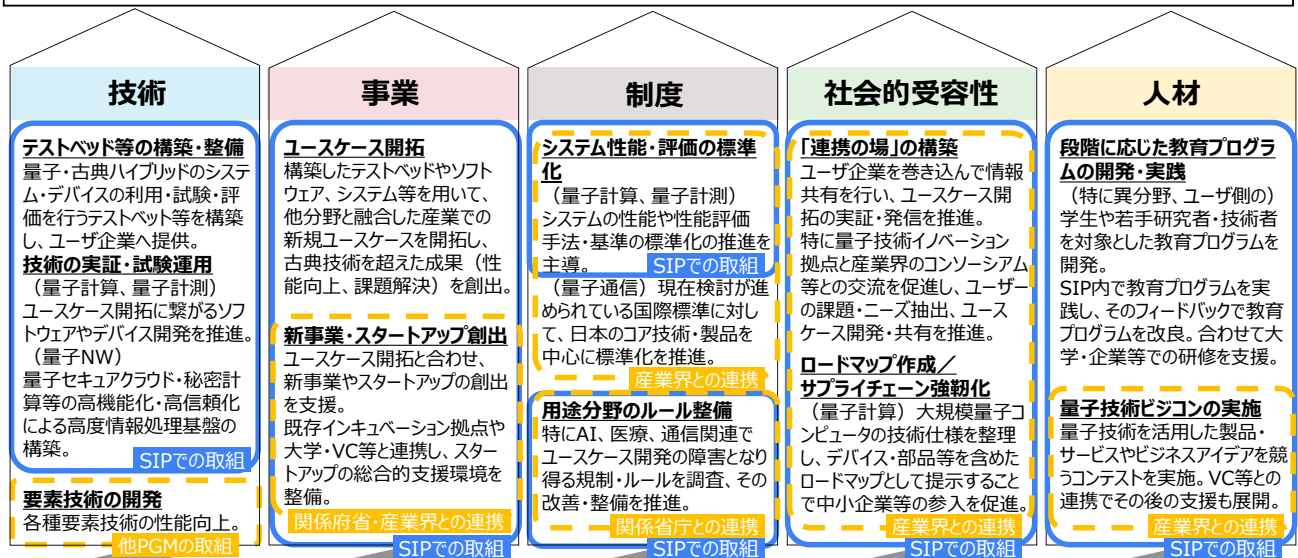 技術
テストベッド等の構築・整備
量子・古典ハイブリッドのシステ
ム・デバイスの利用・試験・評
価を行うテストベット等を構築
し、ユーザ企業へ提供。
技術の実証・試験運用
（量子計算、量子計測）
ユースケース開拓に繋がるソフ
トウェアやデバイス開発を推進。
（量子NW）
量子セキュアクラウド・秘密計
算等の高機能化・高信頼化
による高度情報処理基盤の
構築。
SIPでの取組
要素技術の開発
各種要素技術の性能向上。
他PGMの取組
事業
ユースケース開拓
構築したテストベッドやソフト
ウェア、システム等を用いて、
他分野と融合した産業での
新規ユースケースを開拓し、
古典技術を超えた成果（性
能向上、課題解決）を創出。
新事業・スタートアップ創出
ユースケース開拓と合わせ、
新事業やスタートアップの創出
を支援。
既存インキュベーション拠点や
大学・VC等と連携し、スター
トアップの総合的支援環境を
整備。
関係府省・産業界との連携
SIPでの取組
制度
システム性能・評価の標準
化
（量子計算、量子計測）
システムの性能や性能評価
手法・基準の標準化の推進を
主導。
SIPでの取組
（量子通信）現在検討が進
められている国際標準に対し
て、日本のコア技術・製品を
中心に標準化を推進。
産業界との連携
用途分野のルール整備
特にAI、医療、通信関連で
ユースケース開発の障害となり
得る規制・ルールを調査、その
改善・整備を推進。
関係省庁との連携
SIPでの取組
社会的受容性
「連携の場」の構築
ユーザ企業を巻き込んで情報
共有を行い、ユースケース開
拓の実証・発信を推進。
特に量子技術イノベーション
拠点と産業界のコンソーシアム
等との交流を促進し、ユーザー
の課題・ニーズ抽出、ユース
ケース開発・共有を推進。
ロードマップ作成／
サプライチェーン強靭化
（量子計算）大規模量子コ
ンピュータの技術仕様を整理
し、デバイス・部品等を含めた
ロードマップとして提示すること
で中小企業等の参入を促進。
産業界との連携
SIPでの取組
人材
段階に応じた教育プログラ
ムの開発・実践
（特に異分野、ユーザ側の）
学生や若手研究者・技術者
を対象とした教育プログラムを
開発。
SIP内で教育プログラムを実
践し、そのフィードバックで教育
プログラムを改良。合わせて大
学・企業等での研修を支援。
量子技術ビジコンの実施
量子技術を活用した製品・
サービスやビジネスアイデアを競
うコンテストを実施。VC等との
連携でその後の支援も展開。
産業界との連携
SIPでの取組